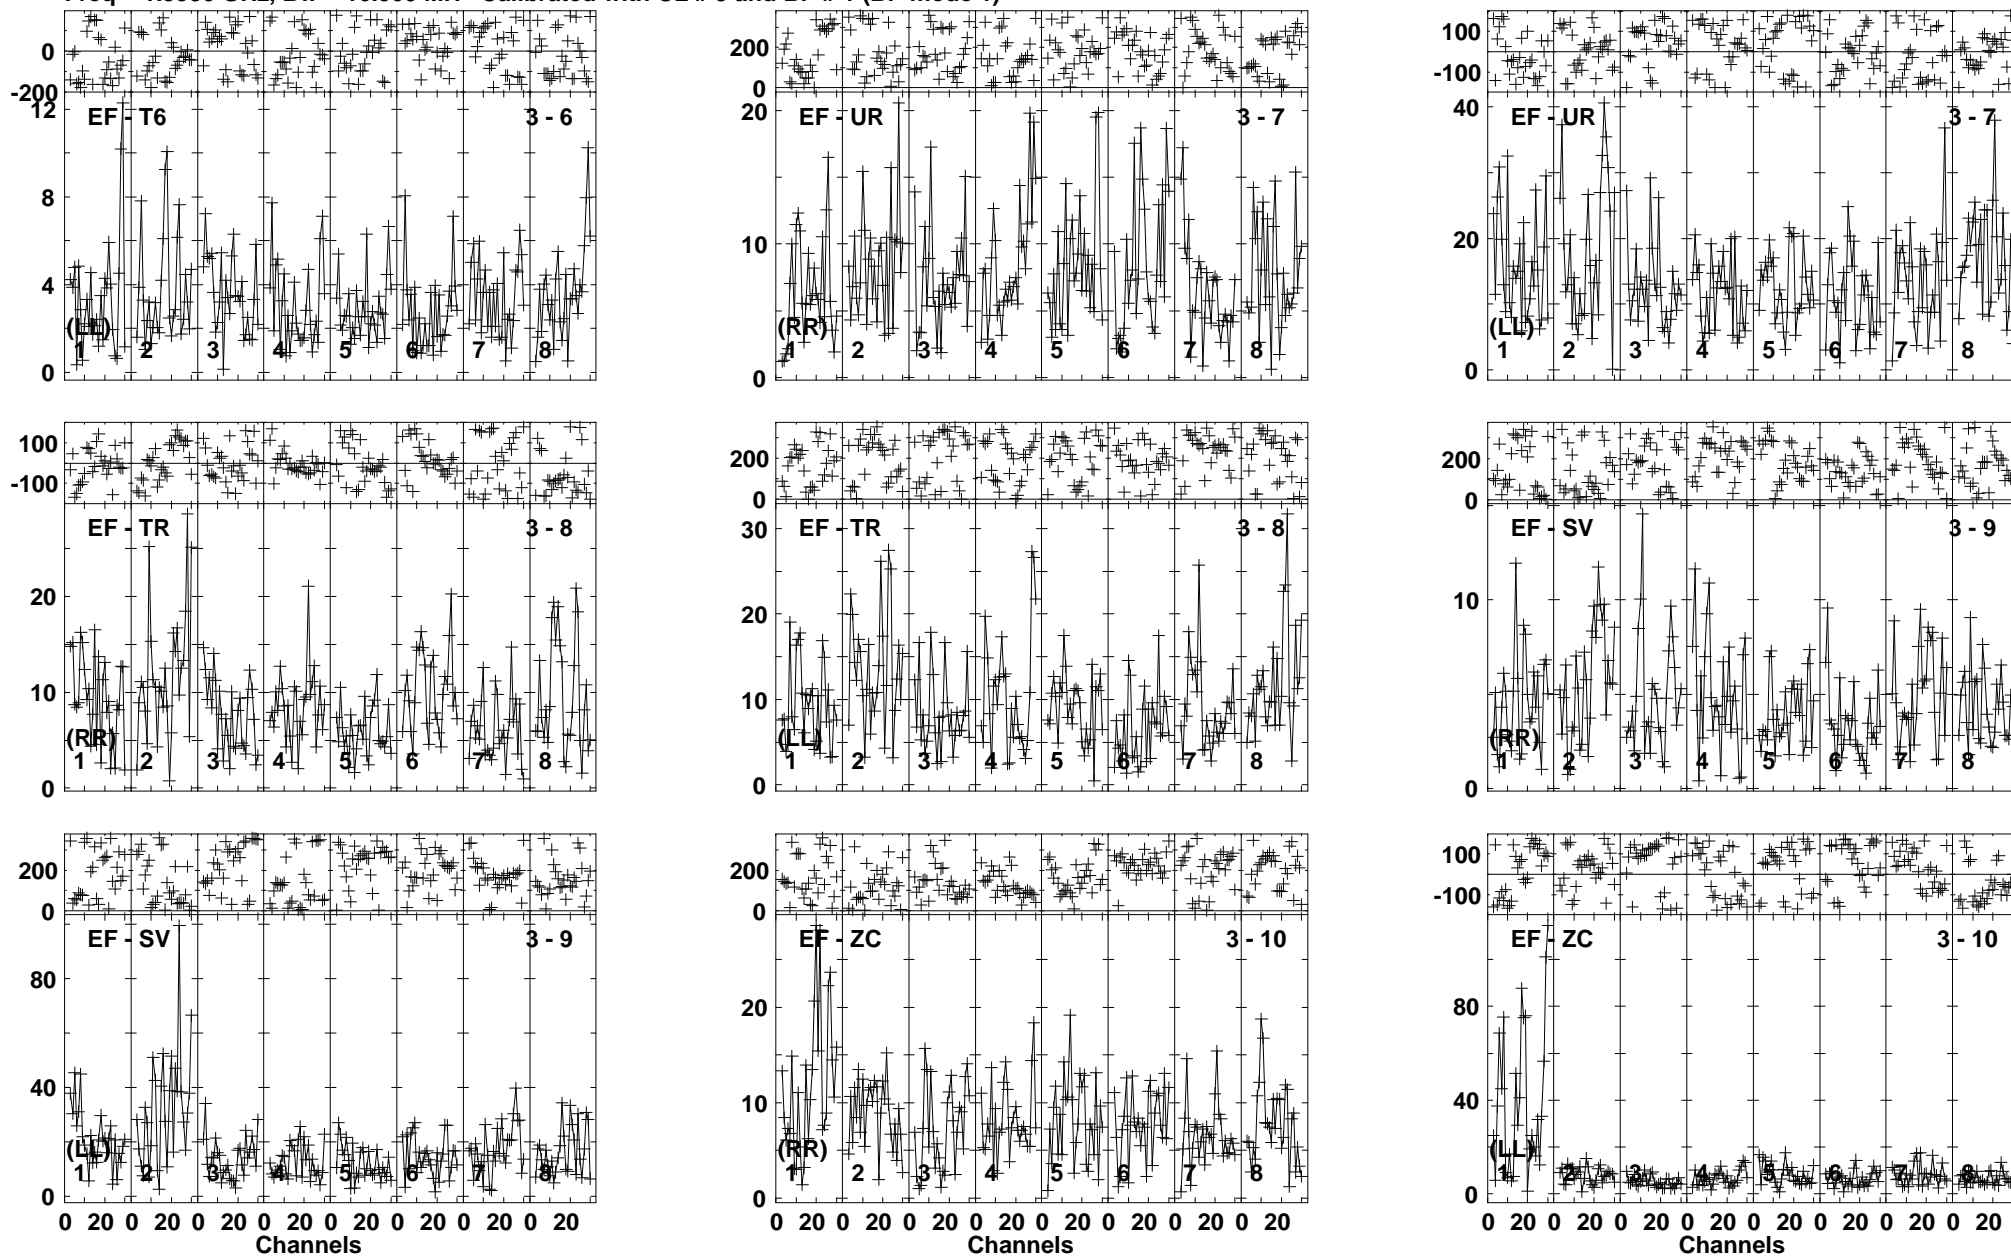 -200 0 200 100 -100
12 EF - T6 3 - 6 20 EF - UR 3 - 7 40 EF - UR 3 - 7
8
4 10 20
(LL) (RR) (LL)
1 2 3 4 5 6 7 8 1 2 3 4 5 6 7 8 1 2 3 4 5 6 7 8
0 0 0
100 -100 200 0 200 0
EF - TR 3 - 8 30 EF - TR 3 - 8 EF - SV 3 - 9
20 20 10
10 10
(RR) (LL) (RR)
1 2 3 4 5 6 7 8 1 2 3 4 5 6 7 8 1 2 3 4 5 6 7 8
0 0 0
200 0 200 0 100 -100
EF - SV 3 - 9 EF - ZC 3 - 10 EF - ZC 3 - 10
80 20 80
40 10 40
(LL) (RR) (LL)
1 2 3 4 5 6 7 8 1 2 3 4 5 6 7 8 1 2 3 4 5 6 7 8
0 0 0
0 20 0 20 0 20 0 20 0 20 0 20 0 20 0 20 0 20 0 20 0 20 0 20 0 20 0 20 0 20 0 20 0 20 0 20 0 20 0 20 0 20 0 20 0 20 0 20
Channels Channels Channels